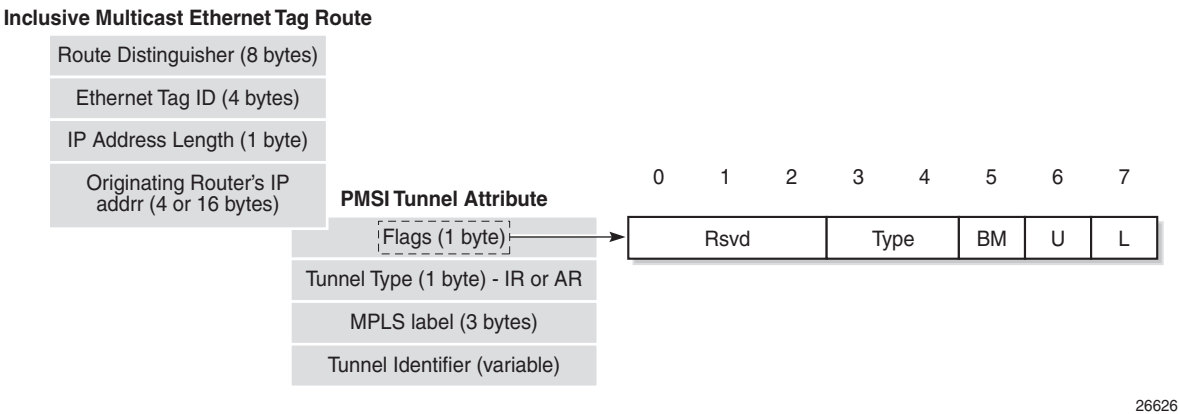 Inclusive Multicast Ethernet Tag Route
Route Distinguisher (8 bytes)
Ethernet Tag ID (4 bytes)
IP Address Length (1 byte)
Originating Router's IP
addrr (4 or 16 bytes)
PMSI Tunnel Attribute
Flags (1 byte)
Tunnel Type (1 byte) - IR or AR
MPLS label (3 bytes)
Tunnel Identifier (variable)
0 1 2 3 4 5 6 7
Rsvd Type BM U L
26626